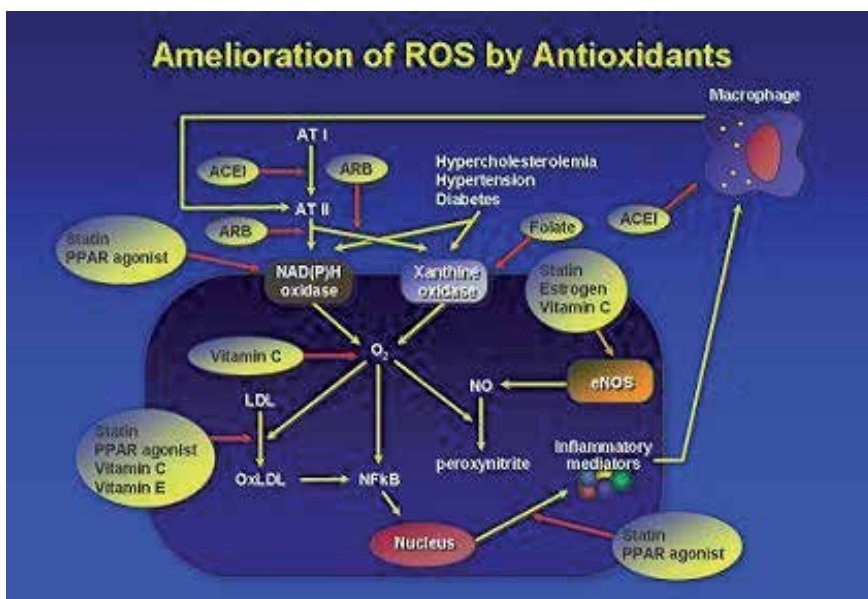 Amelioration of ROS by Antioxidants
Macrophage
AT I
ACEI
ARB
Hypercholesterolemia
Hypertension
Diabetes
AT II
ARB
Folate
ACEI
Statin
PPAR agonist
NAD(P)H
oxidase
Xanthine
oxidase
Statin
Estrogen
Vitamin C
Vitamin C
O2
NO
eNOS
LDL
Statin
PPAR agonist
Vitamin C
Vitamin E
OxLDL
NFkB
peroxynitrite
Inflammatory
mediators
Nucleus
Statin
PPAR agonist